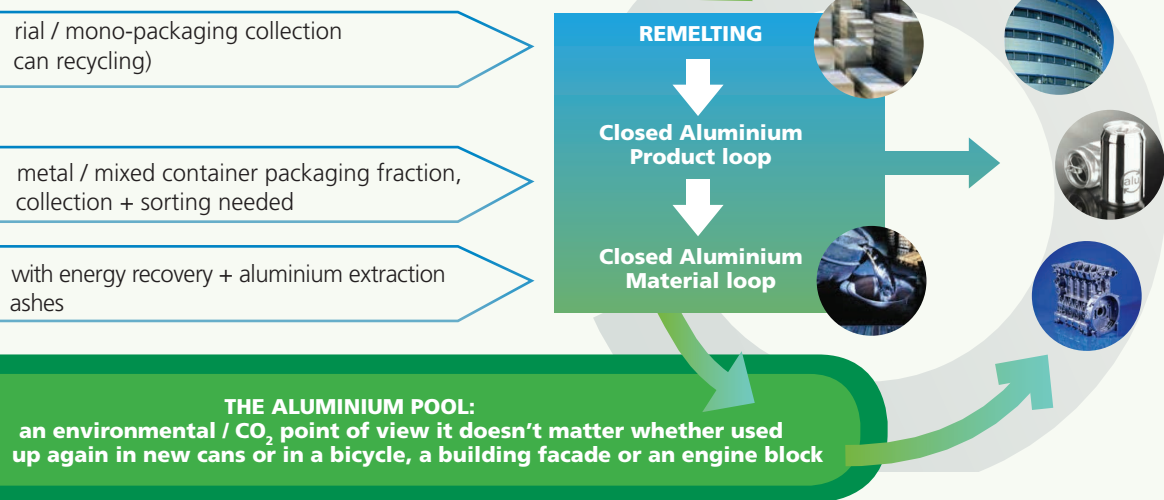 rial / mono-packaging collection
can recycling)
metal / mixed container packaging fraction,
collection + sorting needed
with energy recovery + aluminium extraction
ashes
REMELTING
Closed Aluminium
Product loop
Closed Aluminium
Material loop
alu
THE ALUMINIUM POOL:
an environmental / CO₂ point of view it doesn’t matter whether used
up again in new cans or in a bicycle, a building facade or an engine block